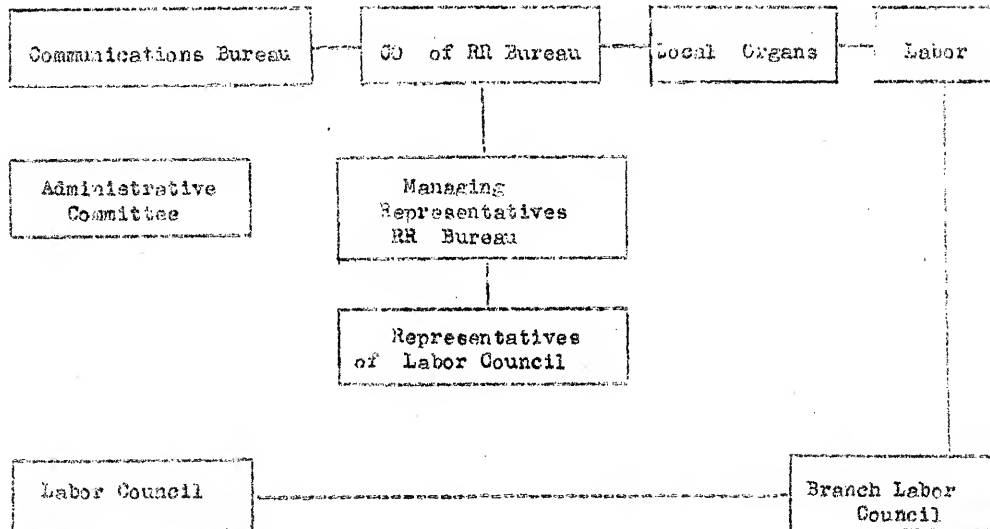 Communications Bureau
CO of RR Bureau
Local Organs
Labor
Administrative
Committee
Managing
Representatives
RR Bureau
Representatives
of Labor Council
Labor Council
Branch Labor
Council